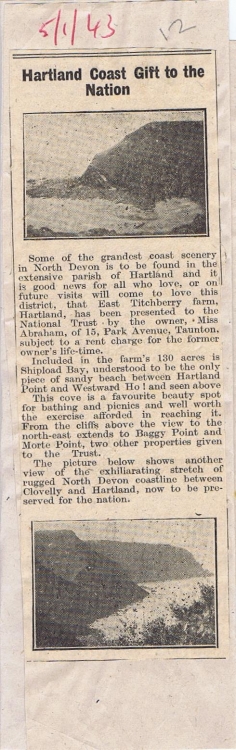 5/1/43
Hartland Coast Gift to the
Nation
Some of the grandest coast scenery
in North Devon is to be found in the
extensive parish of Hartland and it
is good news for all who love, or on
future visits will come to love this
district, that East Titchberry farm,
Hartland, has been presented to the
National Trust by the owner, Miss
Abraham, of 15, Park Avenue, Taunton,
subject to a rent charge for the former
owner's life-time.
Included in the farm's 130 acres is
Shipload Bay, understood to be the only
piece of sandy beach between Hartland
Point and Westward Ho! and seen above
This cove is a favourite beauty spot
for bathing and picnics and well worth
the exercise afforded in reaching it.
From the cliffs above the view to the
north-east extends to Baggy Point and
Morte Point, two other properties given
to the Trust.
The picture below shows another
view of the exhiliarating stretch of
rugged North Devon coastline between
Clovelly and Hartland, now to be pre-
served for the nation.